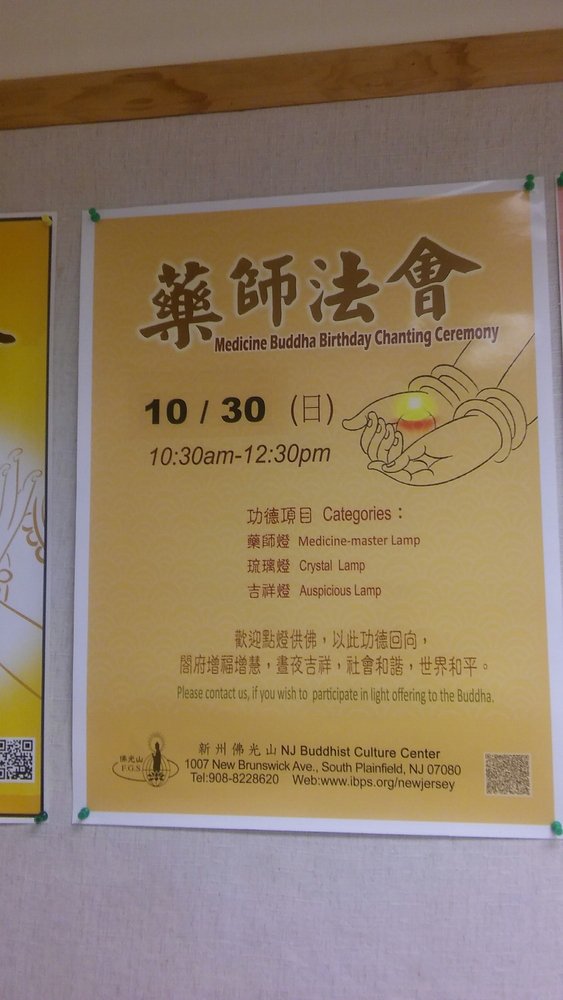 藥師法會
Medicine Buddha Birthday Chanting Ceremony
10 / 30 (日)
10:30am-12:30pm
功德項目 Categories：
藥師燈 Medicine-master Lamp
琉璃燈 Crystal Lamp
吉祥燈 Auspicious Lamp
歡迎點燈供佛，以此功德回向，
閤府增福增慧，晝夜吉祥，社會和諧，世界和平。
Please contact us, if you wish to participate in light offering to the Buddha.
佛光山
F.G.S.
新州佛光山 NJ Buddhist Culture Center
1007 New Brunswick Ave., South Plainfield, NJ 07080
Tel:908-8228620 Web:www.ibps.org/newjersey